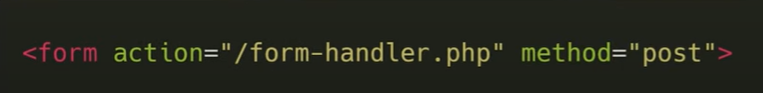 <form action="/form-handler.php" method="post">